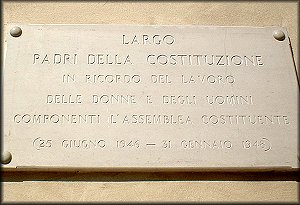 LARGO
PADRI DELLA COSTITUZIONE
IN RICORDO DEL LAVORO
DELLE DONNE E DEGLI UOMINI
COMPONENTI L'ASSEMBLEA COSTITUENTE
(25 GIUGNO 1946 — 31 GENNAIO 1948)